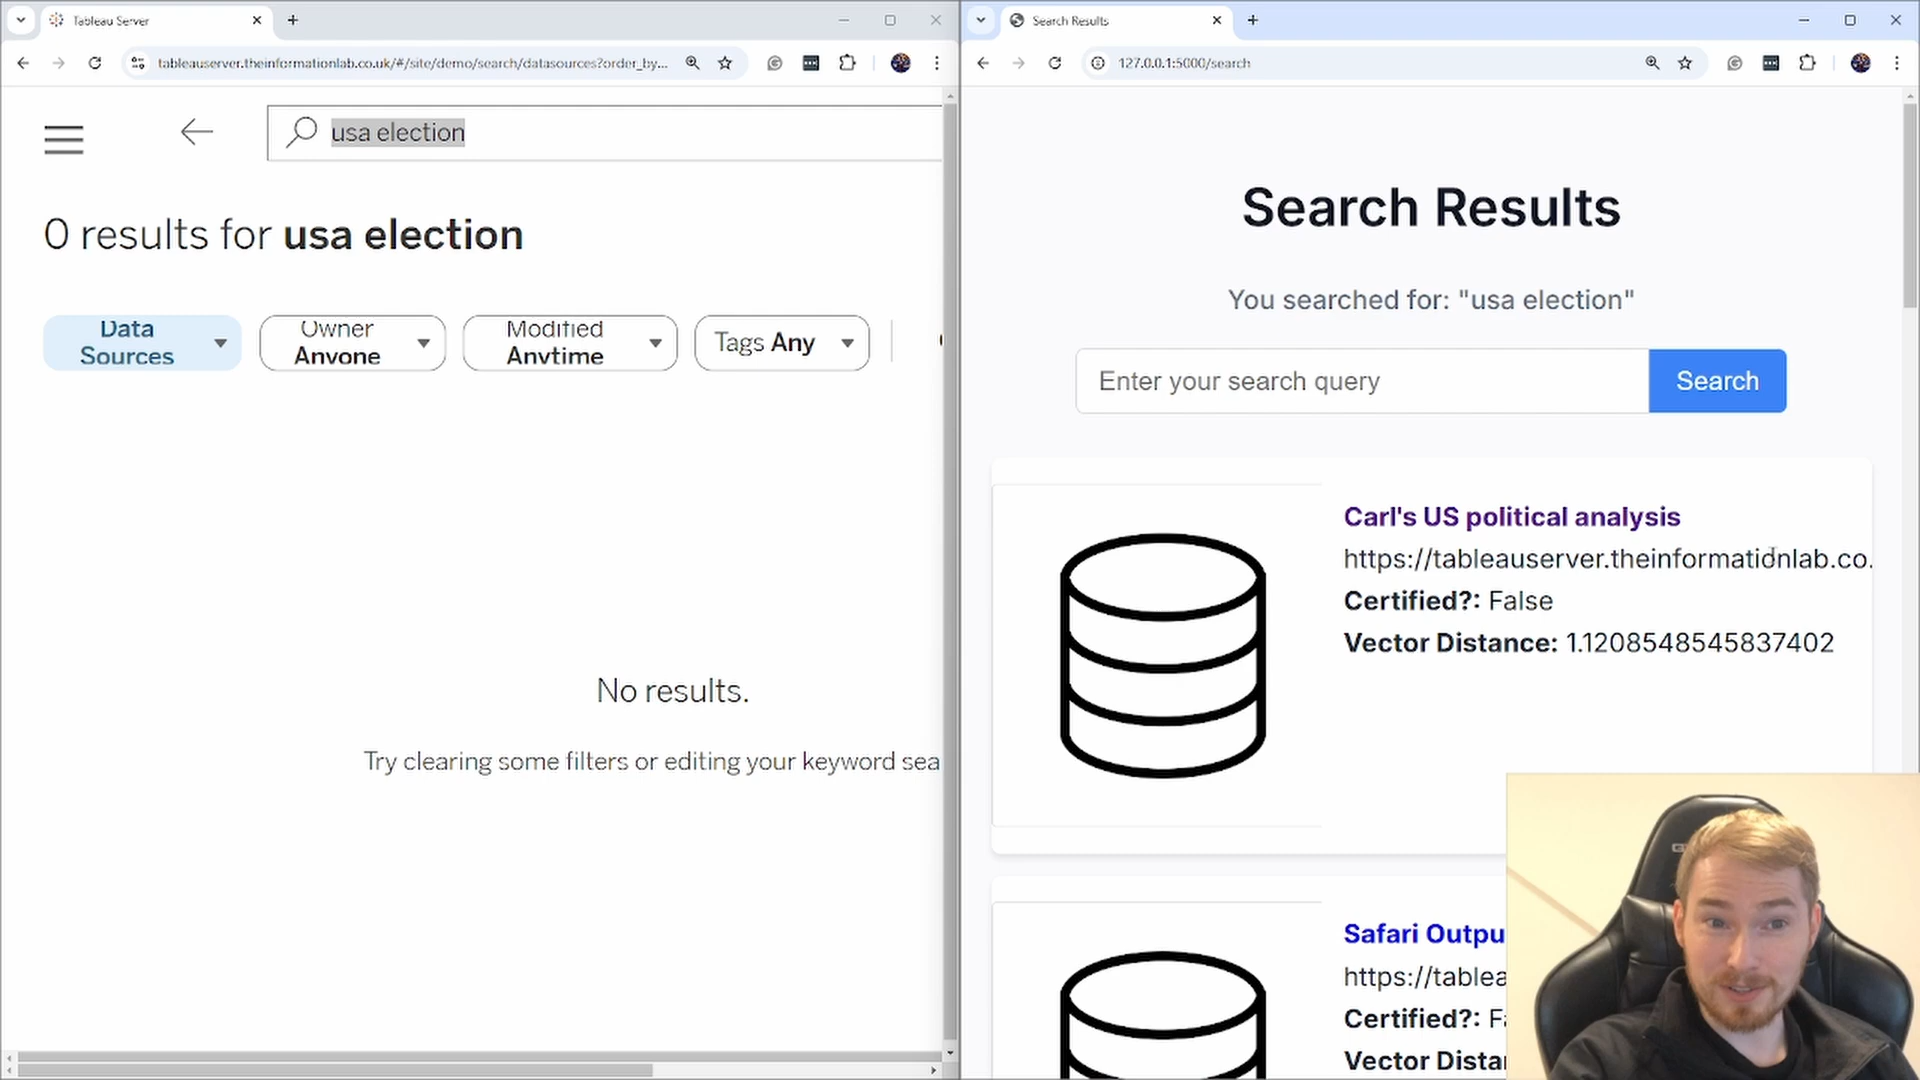 Tableau Server
tableauserver.theinformationlab.co.uk/#/site/demo/search/datasources?order_by...
usa election
0 results for usa election
Data Sources
Owner Anyone
Modified Anytime
Tags Any
No results.
Try clearing some filters or editing your keyword sea
Search Results
127.0.0.1:5000/search
Search Results
You searched for: "usa election"
Enter your search query
Search
Carl's US political analysis
https://tableauserver.theinformationlab.co.
Certified?: False
Vector Distance: 1.1208548545837402
Safari Outpu
https://tablea
Certified?: Fa
Vector Distan